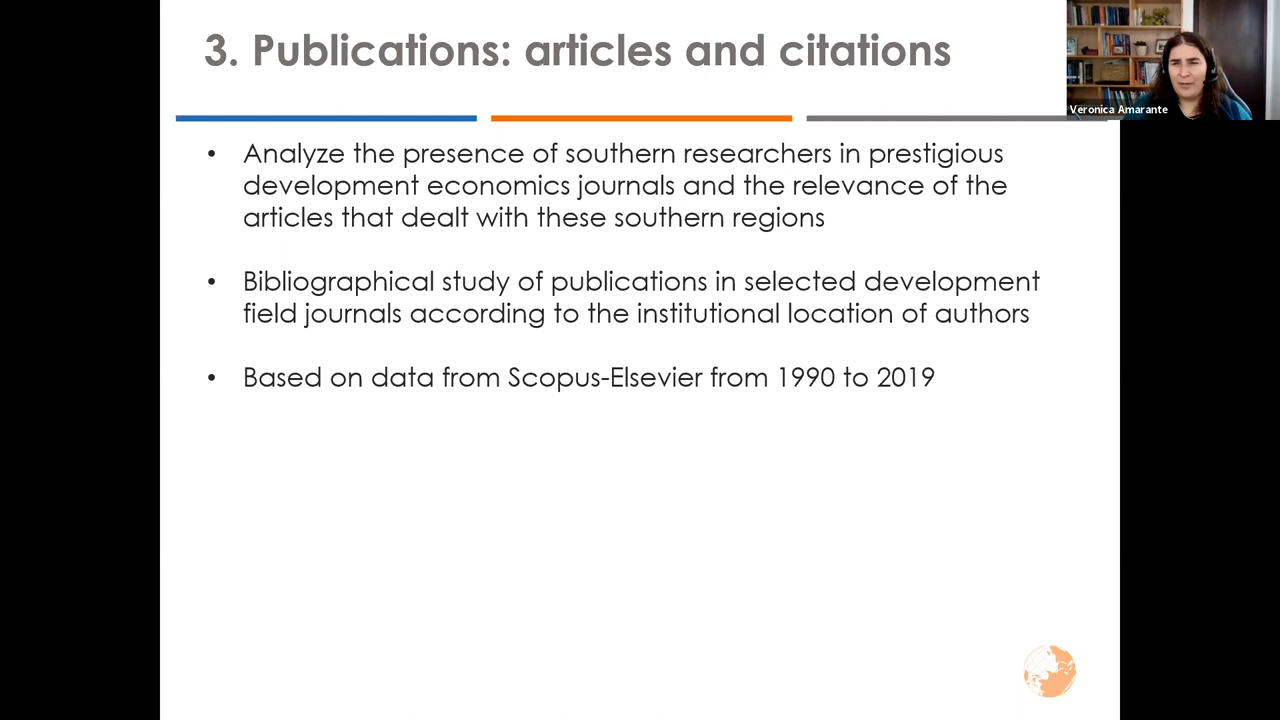 3. Publications: articles and citations
Veronica Amarante
• Analyze the presence of southern researchers in prestigious
development economics journals and the relevance of the
articles that dealt with these southern regions
• Bibliographical study of publications in selected development
field journals according to the institutional location of authors
• Based on data from Scopus-Elsevier from 1990 to 2019